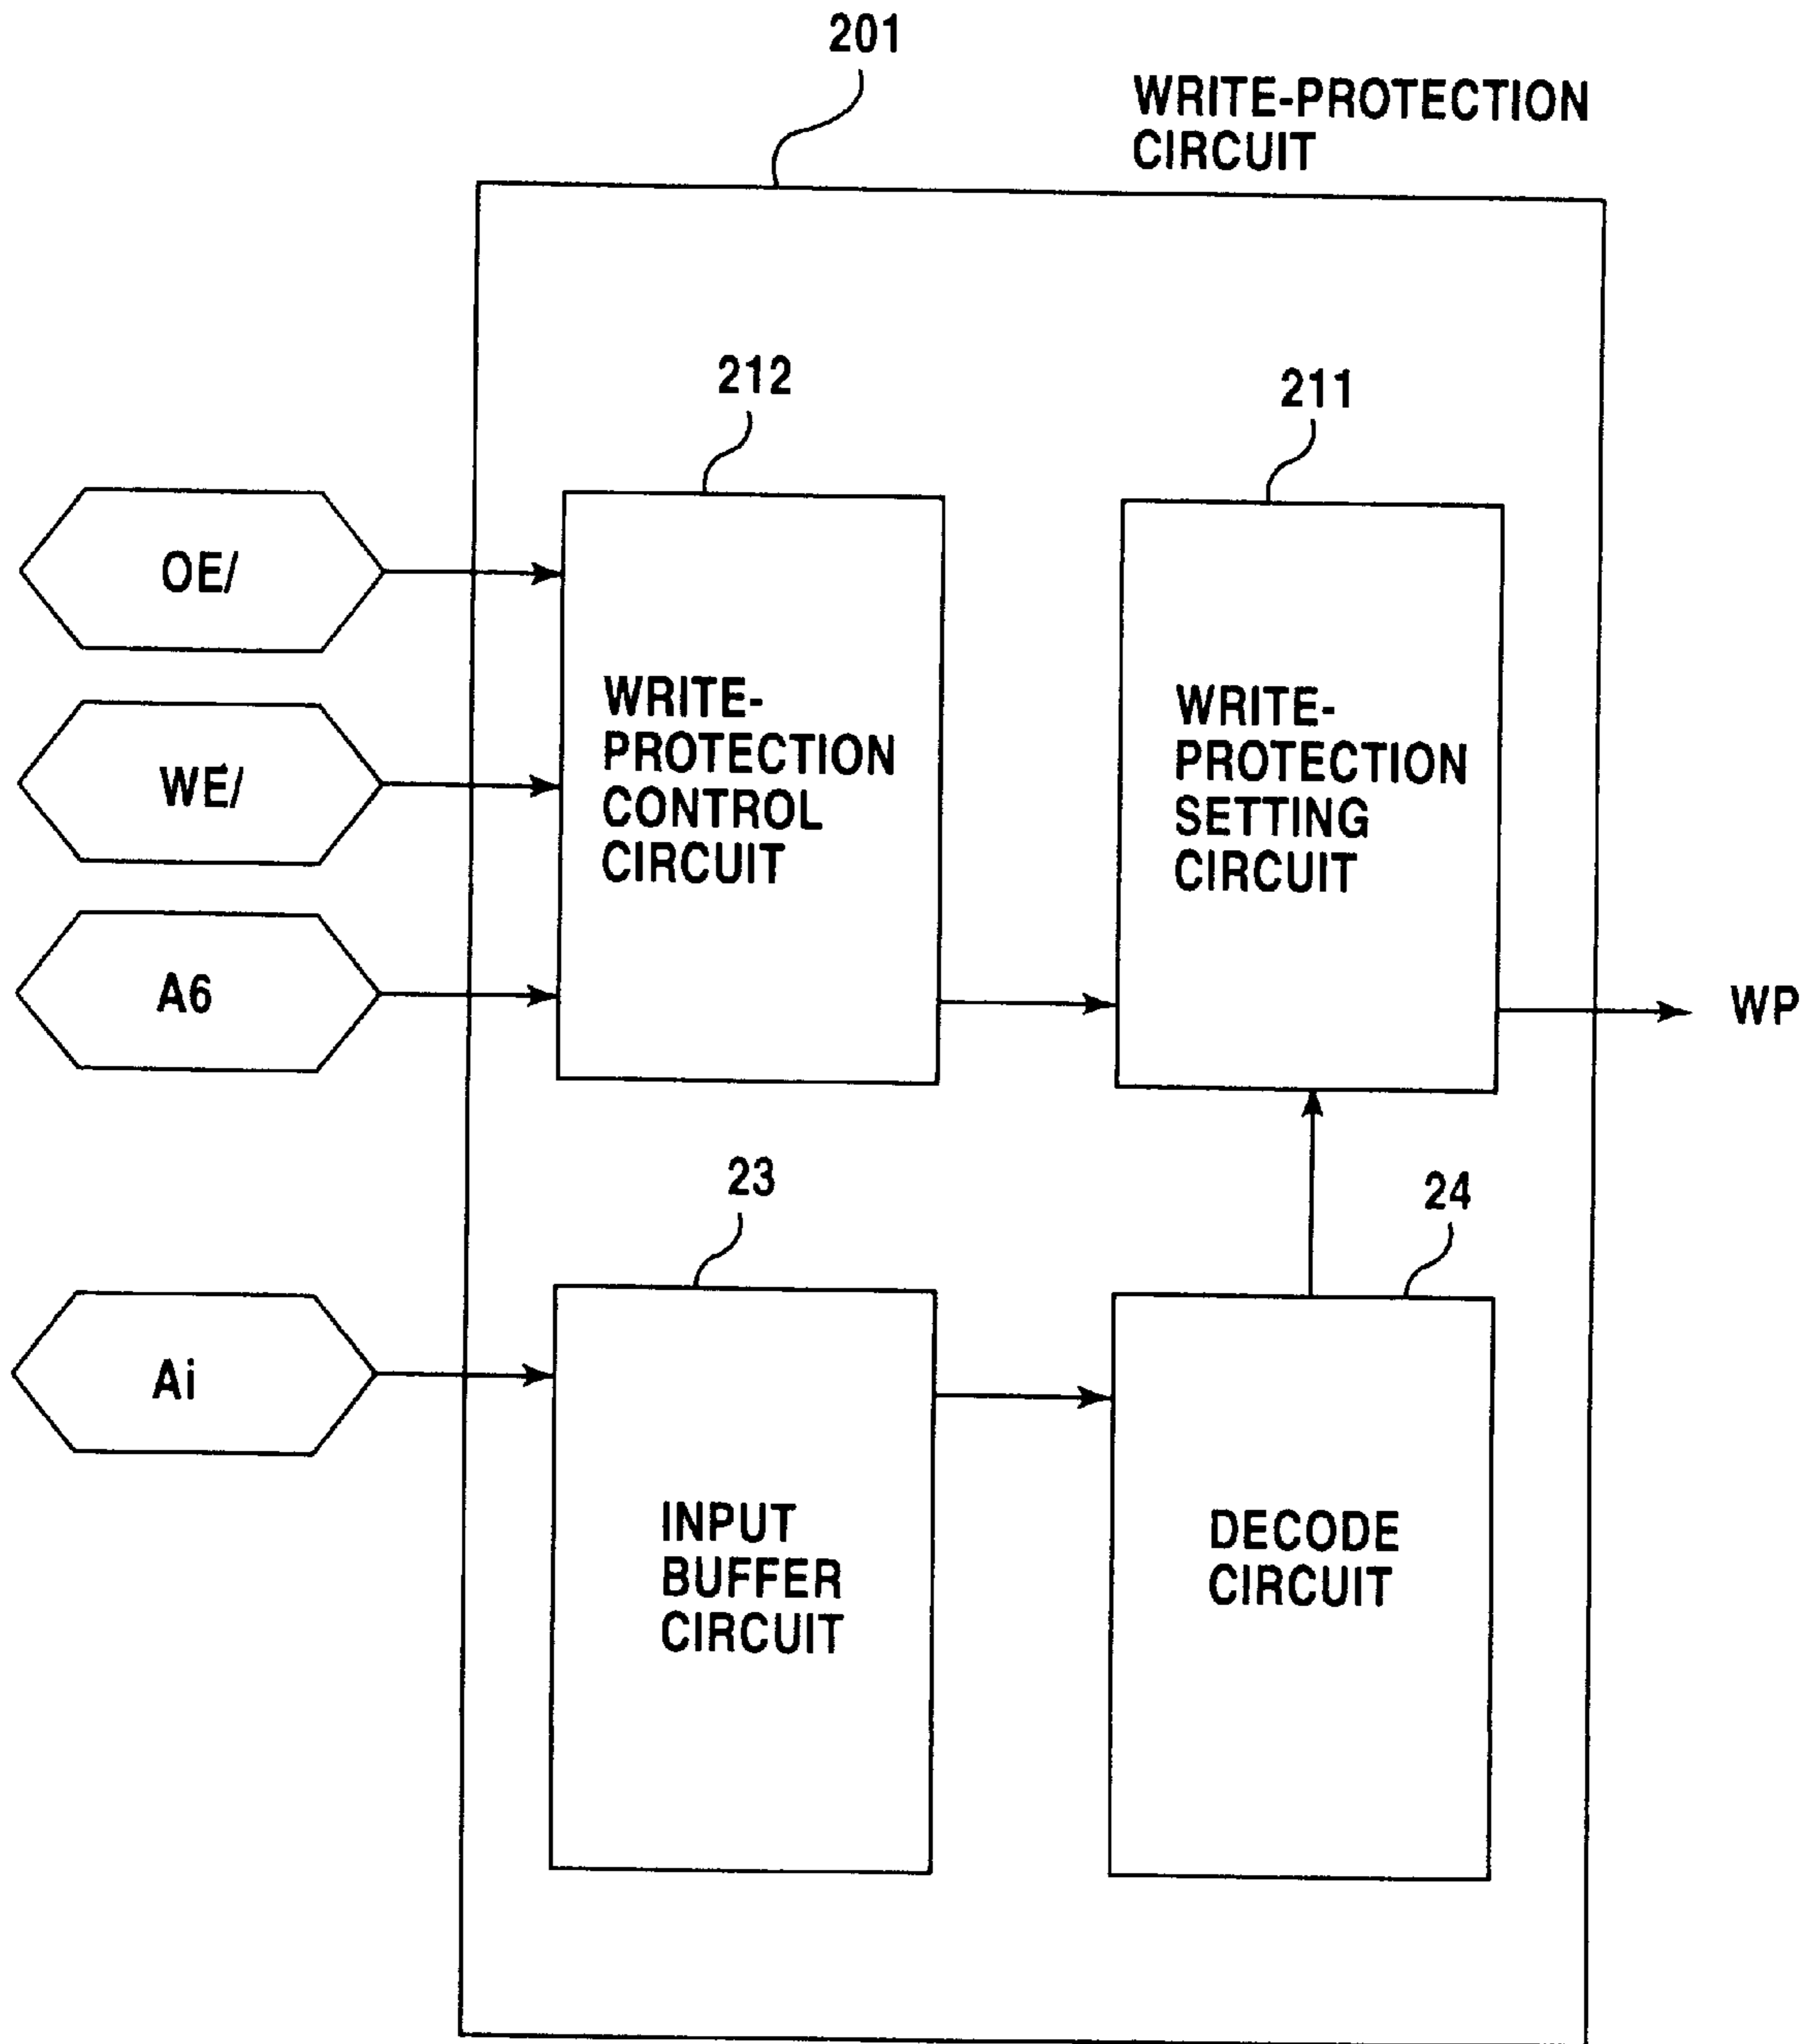 201
WRITE-PROTECTION
CIRCUIT
212
211
OE/
WE/
A6
WRITE-
PROTECTION
CONTROL
CIRCUIT
WRITE-
PROTECTION
SETTING
CIRCUIT
WP
23
24
Ai
INPUT
BUFFER
CIRCUIT
DECODE
CIRCUIT